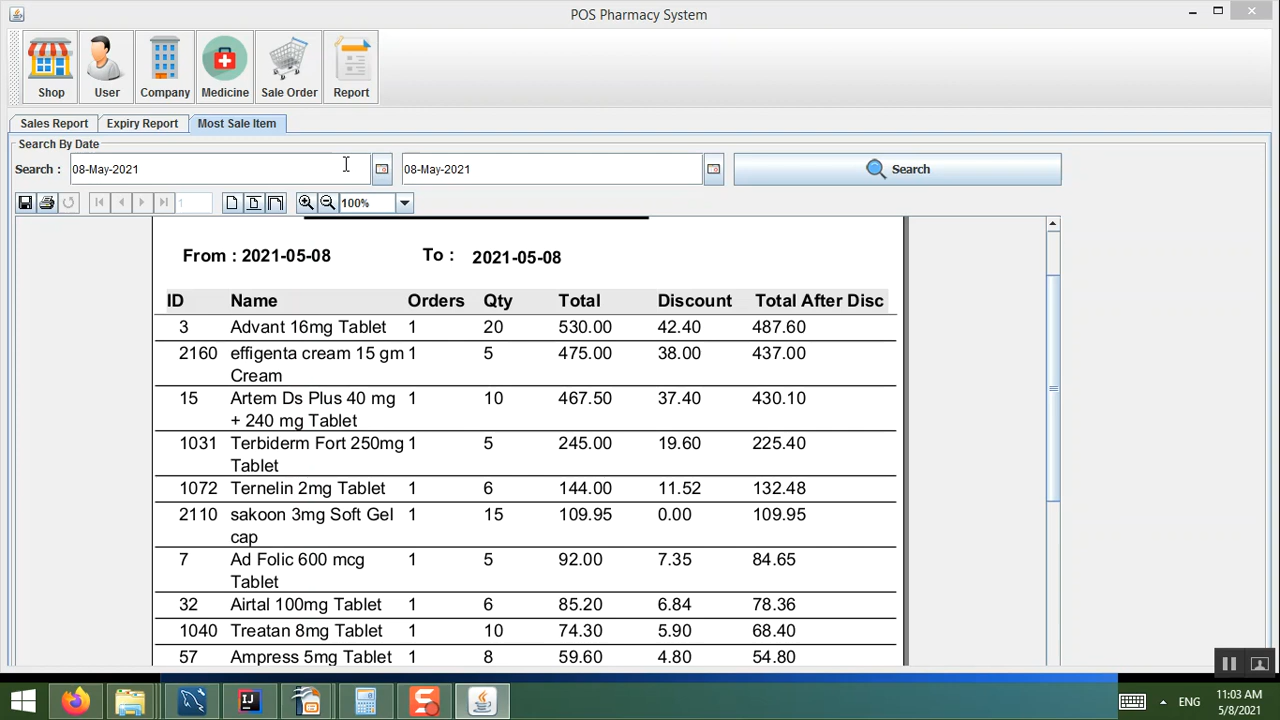 POS Pharmacy System
Shop User Company Medicine Sale Order Report
Sales Report Expiry Report Most Sale Item
Search By Date
Search : 08-May-2021 08-May-2021 Search
1 100%
From : 2021-05-08 To : 2021-05-08
ID Name Orders Qty Total Discount Total After Disc
3 Advant 16mg Tablet 1 20 530.00 42.40 487.60
2160 effigenta cream 15 gm 1 5 475.00 38.00 437.00
Cream
15 Artem Ds Plus 40 mg 1 10 467.50 37.40 430.10
+ 240 mg Tablet
1031 Terbiderm Fort 250mg 1 5 245.00 19.60 225.40
Tablet
1072 Ternelin 2mg Tablet 1 6 144.00 11.52 132.48
2110 sakoon 3mg Soft Gel 1 15 109.95 0.00 109.95
cap
7 Ad Folic 600 mcg 1 5 92.00 7.35 84.65
Tablet
32 Airtal 100mg Tablet 1 6 85.20 6.84 78.36
1040 Treatan 8mg Tablet 1 10 74.30 5.90 68.40
57 Ampress 5mg Tablet 1 8 59.60 4.80 54.80
IJ S ENG 11:03 AM
5/8/2021